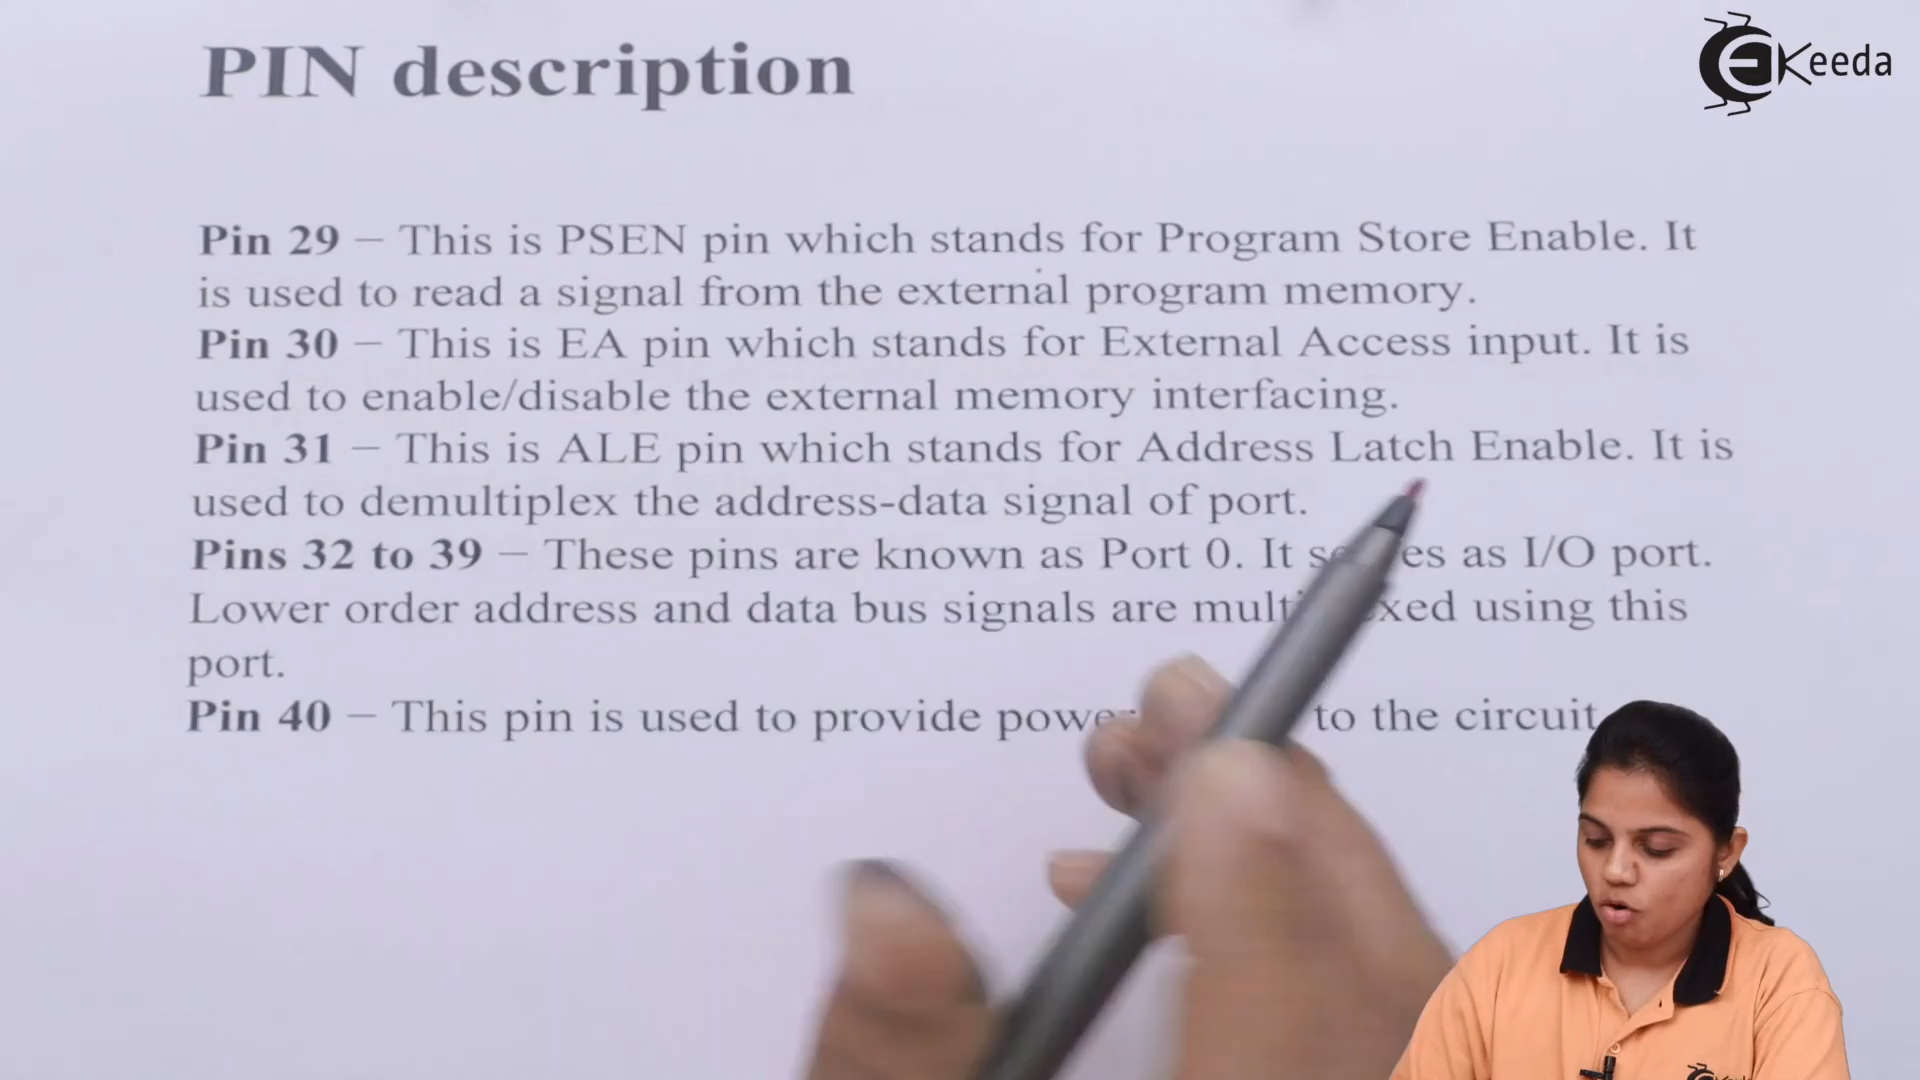 PIN description
EKeeda
Pin 29 – This is PSEN pin which stands for Program Store Enable. It
is used to read a signal from the external program memory.
Pin 30 – This is EA pin which stands for External Access input. It is
used to enable/disable the external memory interfacing.
Pin 31 – This is ALE pin which stands for Address Latch Enable. It is
used to demultiplex the address-data signal of port.
Pins 32 to 39 – These pins are known as Port 0. It as I/O port.
Lower order address and data bus signals are using this
port.
Pin 40 – This pin is used to provide to the circuit